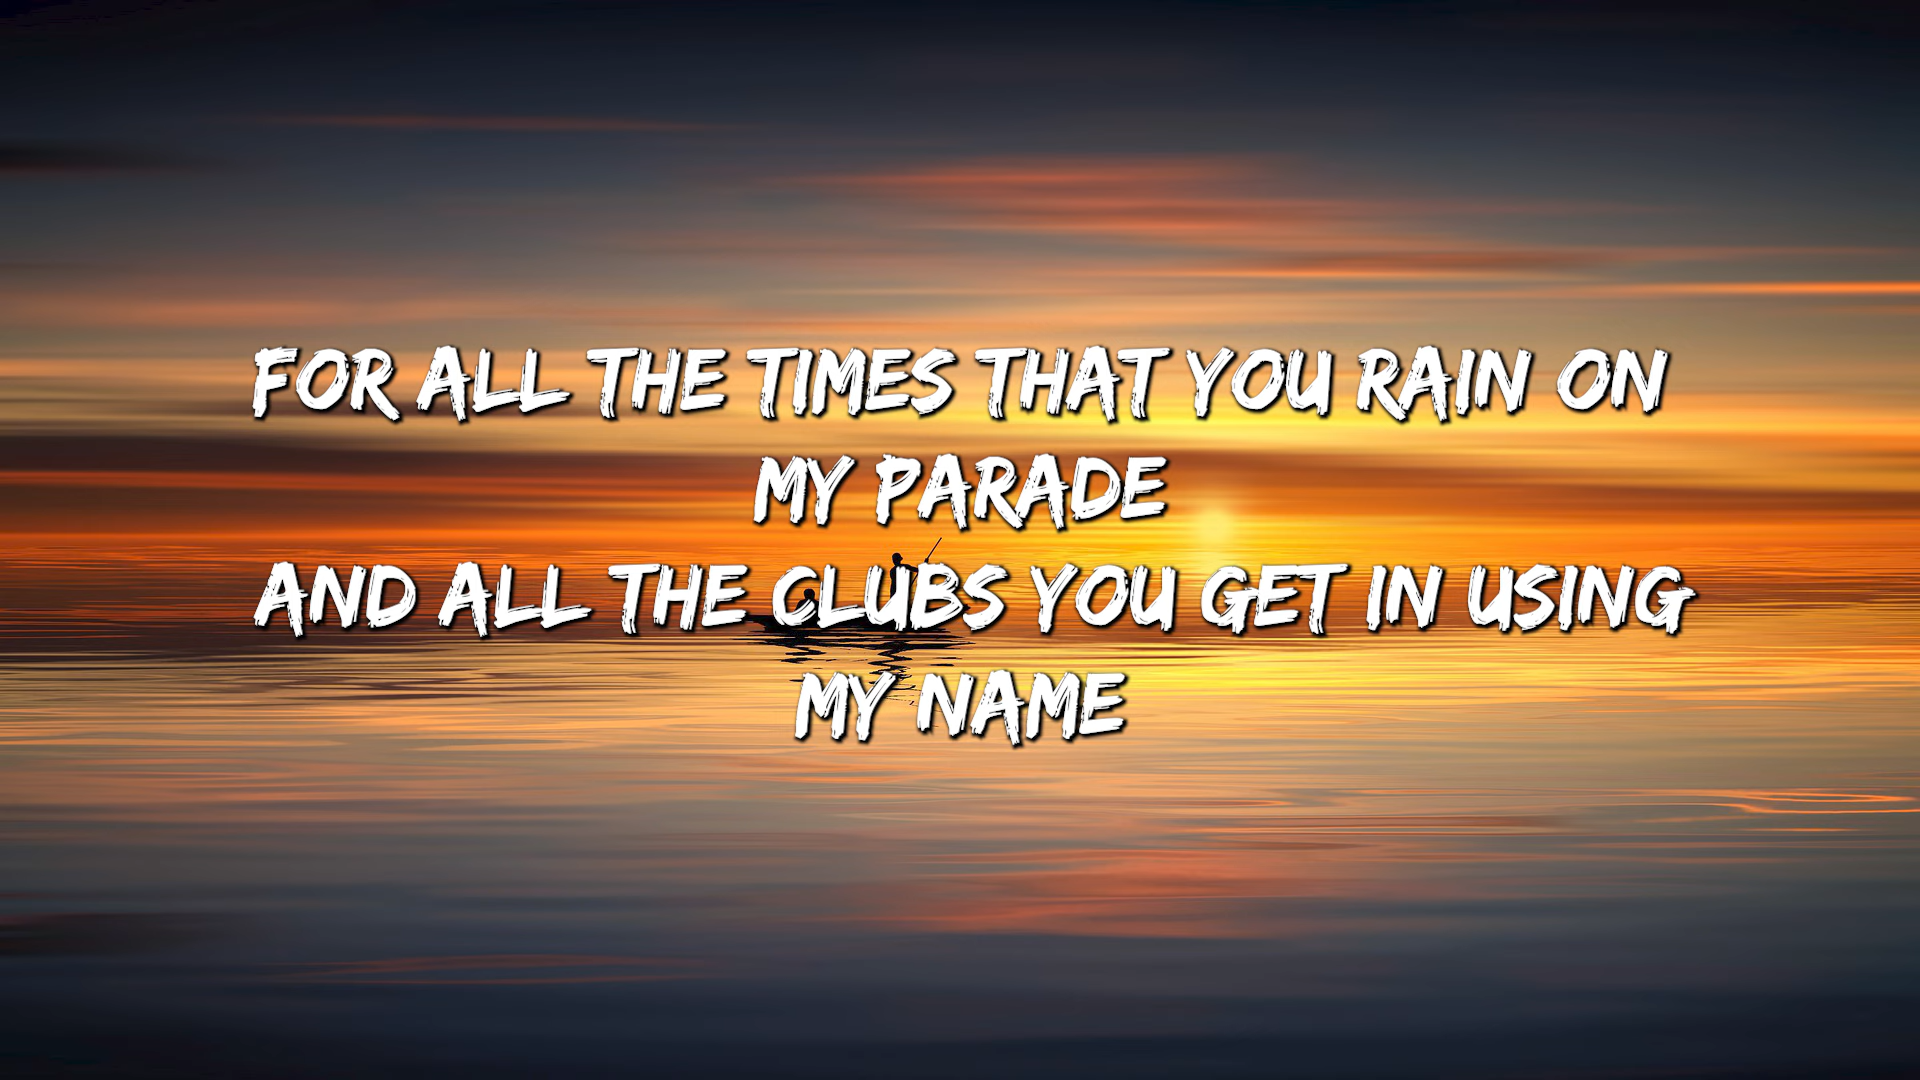 FOR ALL THE TIMES THAT YOU RAIN ON
MY PARADE
AND ALL THE CLUBS YOU GET IN USING
MY NAME